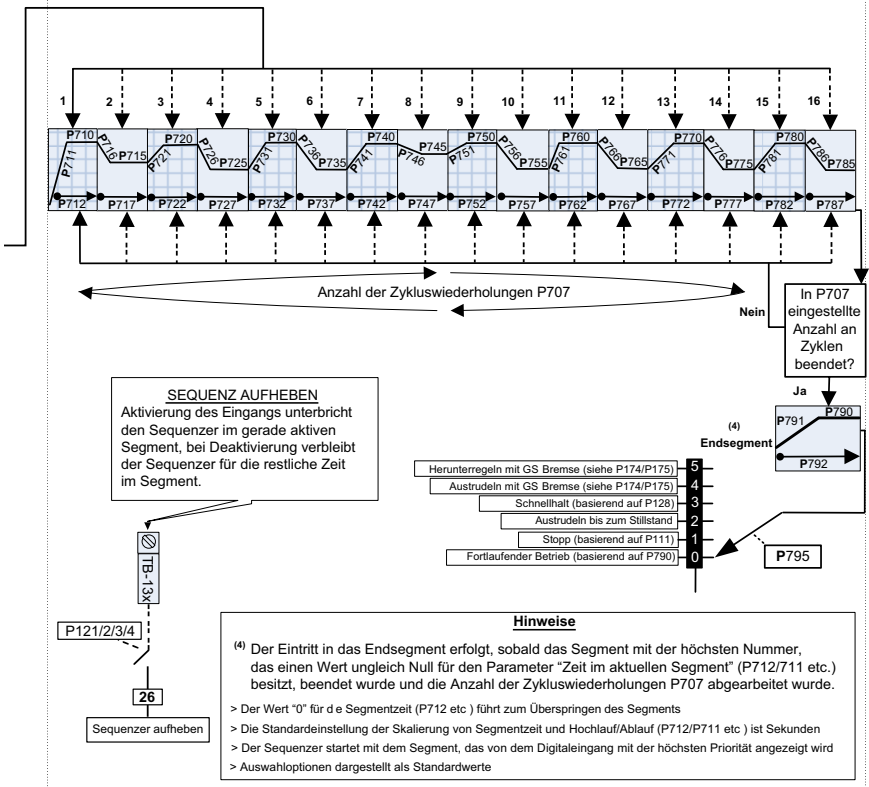 1 2 3 4 5 6 7 8 9 10 11 12 13 14 15 16
P710 P715 P720 P725 P730 P735 P740 P745 P750 P755 P760 P765 P770 P775 P780 P785
P711 P716 P721 P726 P731 P736 P741 P746 P751 P756 P761 P766 P771 P776 P781 P786
P712 P717 P722 P727 P732 P737 P742 P747 P752 P757 P762 P767 P772 P777 P782 P787
Anzahl der Zykluswiederholungen P707
Nein
In P707
eingestellte
Anzahl an
Zyklen
beendet?
Ja
(4)
Endsegment
P791
P790
P792
SEQUENZ AUFHEBEN
Aktivierung des Eingangs unterbricht
den Sequenzer im gerade aktiven
Segment, bei Deaktivierung verbleibt
der Sequenzer für die restliche Zeit
im Segment.
Herunterregeln mit GS Bremse (siehe P174/P175) 5
Austrudeln mit GS Bremse (siehe P174/P175) 4
Schnellhalt (basierend auf P128) 3
Austrudeln bis zum Stillstand 2
Stopp (basierend auf P111) 1
Fortlaufender Betrieb (basierend auf P790) 0
P795
TB-13x
P121/2/3/4
26
Sequenzer aufheben
Hinweise
(4) Der Eintritt in das Endsegment erfolgt, sobald das Segment mit der höchsten Nummer,
das einen Wert ungleich Null für den Parameter “Zeit im aktuellen Segment” (P712/711 etc.)
besitzt, beendet wurde und die Anzahl der Zykluswiederholungen P707 abgearbeitet wurde.
> Der Wert “0” für d e Segmentzeit (P712 etc ) führt zum Überspringen des Segments
> Die Standardeinstellung der Skalierung von Segmentzeit und Hochlauf/Ablauf (P712/P711 etc ) ist Sekunden
> Der Sequenzer startet mit dem Segment, das von dem Digitaleingang mit der höchsten Priorität angezeigt wird
> Auswahloptionen dargestellt als Standardwerte